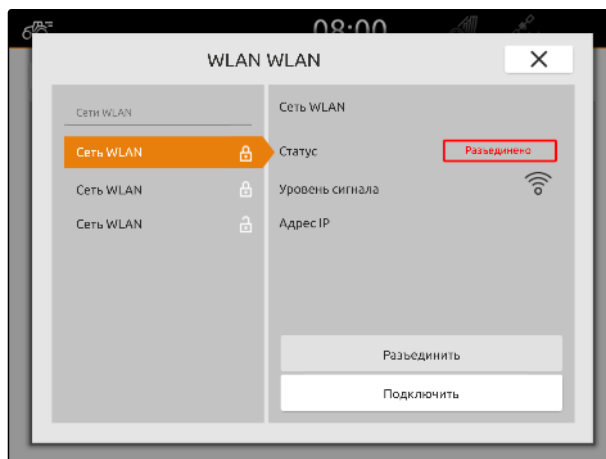 08:00
WLAN WLAN
Сети WLAN
Сеть WLAN
Сеть WLAN
Сеть WLAN
Сеть WLAN
Статус
Разъединено
Уровень сигнала
Адрес IP
Разъединить
Подключить